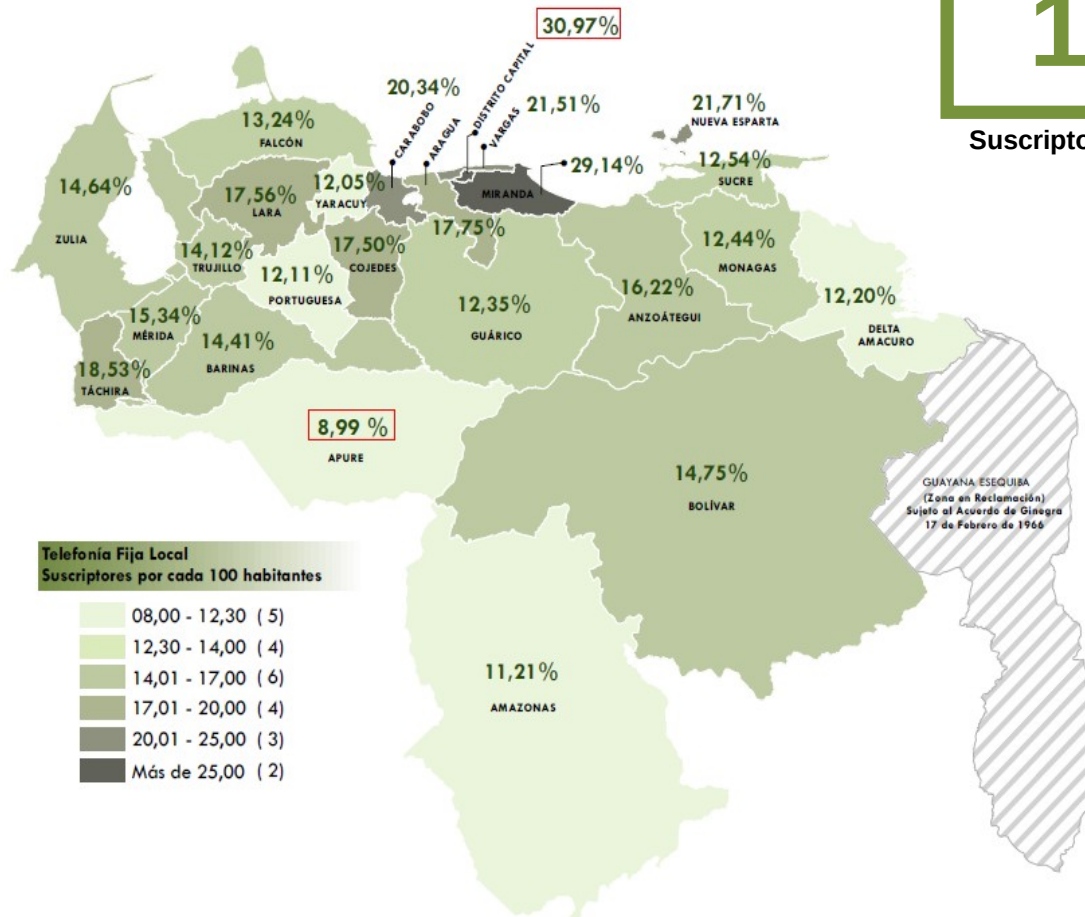 30,97%
1
Suscripto
20,34%
CARABOBO
ARAGUA
DISTRITO CAPITAL
VARGAS
21,51%
21,71%
NUEVA ESPARTA
13,24%
FALCÓN
29,14%
MIRANDA
12,54%
SUCRE
14,64%
ZULIA
17,56%
LARA
12,05%
YARACUY
17,75%
14,12%
TRUJILLO
17,50%
COJEDES
12,44%
MONAGAS
12,11%
PORTUGUESA
12,35%
GUÁRICO
16,22%
ANZOÁTEGUI
12,20%
DELTA
AMACURO
15,34%
MÉRIDA
14,41%
BARINAS
18,53%
TÁCHIRA
8,99 %
APURE
14,75%
BOLÍVAR
GUAYANA ESEQUIBA
(Zona en Reclamación)
Sujeto al Acuerdo de Ginegra
17 de Febrero de 1966
Telefonía Fija Local
Suscriptores por cada 100 habitantes
08,00 - 12,30 ( 5)
12,30 - 14,00 ( 4)
14,01 - 17,00 ( 6)
17,01 - 20,00 ( 4)
20,01 - 25,00 ( 3)
Más de 25,00 ( 2)
11,21%
AMAZONAS